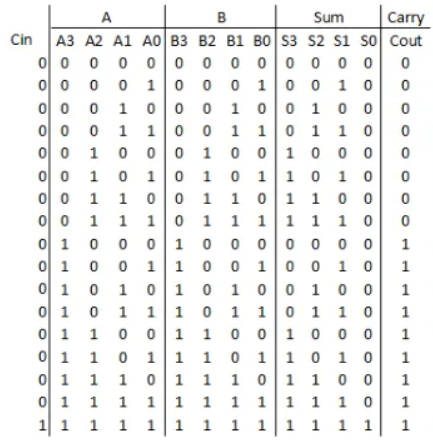 A B Sum Carry
Cin A3 A2 A1 A0 B3 B2 B1 B0 S3 S2 S1 S0 Cout
0 0 0 0 0 0 0 0 0 0 0 0 0 0
0 0 0 0 1 0 0 0 1 0 0 1 0 0
0 0 0 1 0 0 0 1 0 0 1 0 0 0
0 0 0 1 1 0 0 1 1 0 1 1 0 0
0 0 1 0 0 0 1 0 0 1 0 0 0 0
0 0 1 0 1 0 1 0 1 1 0 1 0 0
0 0 1 1 0 0 1 1 0 1 1 0 0 0
0 0 1 1 1 0 1 1 1 1 1 1 0 0
0 1 0 0 0 1 0 0 0 0 0 0 0 1
0 1 0 0 1 1 0 0 1 0 0 1 0 1
0 1 0 1 0 1 0 1 0 0 1 0 0 1
0 1 0 1 1 1 0 1 1 0 1 1 0 1
0 1 1 0 0 1 1 0 0 1 0 0 0 1
0 1 1 0 1 1 1 0 1 1 0 1 0 1
0 1 1 1 0 1 1 1 0 1 1 0 0 1
0 1 1 1 1 1 1 1 1 1 1 1 0 1
1 1 1 1 1 1 1 1 1 1 1 1 1 1